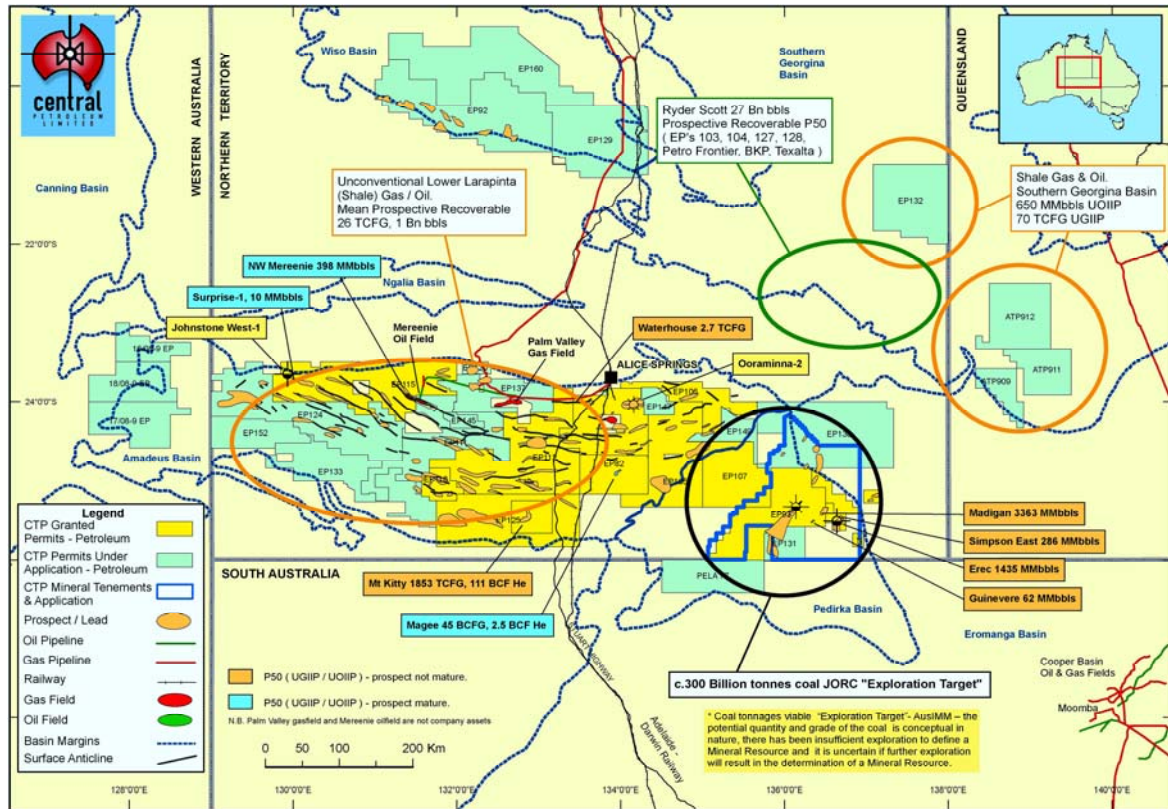 central
PETROLEUM
LIMITED
WESTERN AUSTRALIA
NORTHERN TERRITORY
QUEENSLAND
SOUTH AUSTRALIA
Wiso Basin
Southern
Georgina
Basin
Canning Basin
EP160
EP92
EP129
Ryder Scott 27 Bn bbls
Prospective Recoverable P50
( EP's 103, 104, 127, 128,
Petro Frontier, BKP, Texalta )
Unconventional Lower Larapinta
(Shale) Gas / Oil.
Mean Prospective Recoverable
26 TCFG, 1 Bn bbls
Shale Gas & Oil.
Southern Georgina Basin
650 MMbbls UOIIP
70 TCFG UGIIP
EP132
22°0'0"S
NW Mereenie 398 MMbbls
Ngalia Basin
Surprise-1, 10 MMbbls
Johnstone West-1
Mereenie
Oil Field
Palm Valley
Gas Field
Waterhouse 2.7 TCFG
ALICE SPRINGS
Ooraminna-2
ATP912
ATP911
ATP909
24°0'0"S
EP115
EP137
EP124
EP145
EP152
EP133
EP82
EP107
EP131
Amadeus Basin
Madigan 3363 MMbbls
Simpson East 286 MMbbls
Erec 1435 MMbbls
Guinevere 62 MMbbls
Mt Kitty 1853 TCFG, 111 BCF He
Magee 45 BCFG, 2.5 BCF He
Pedirka Basin
Eromanga Basin
STUART HIGHWAY
Adelaide -
Darwin Railway
Cooper Basin
Oil & Gas Fields
Moomba
c.300 Billion tonnes coal JORC "Exploration Target"
* Coal tonnages viable "Exploration Target"- AusIMM – the
potential quantity and grade of the coal is conceptual in
nature, there has been insufficient exploration to define a
Mineral Resource and it is uncertain if further exploration
will result in the determination of a Mineral Resource.
Legend
CTP Granted
Permits - Petroleum
CTP Permits Under
Application - Petroleum
CTP Mineral Tenements
& Application
Prospect / Lead
Oil Pipeline
Gas Pipeline
Railway
Gas Field
Oil Field
Basin Margins
Surface Anticline
P50 ( UGIIP / UOIIP ) - prospect not mature.
P50 ( UGIIP / UOIIP ) - prospect mature.
N.B. Palm Valley gasfield and Mereenie oilfield are not company assets
0 50 100 200 Km
128°0'0"E
130°0'0"E
132°0'0"E
134°0'0"E
136°0'0"E
138°0'0"E
140°0'0"E